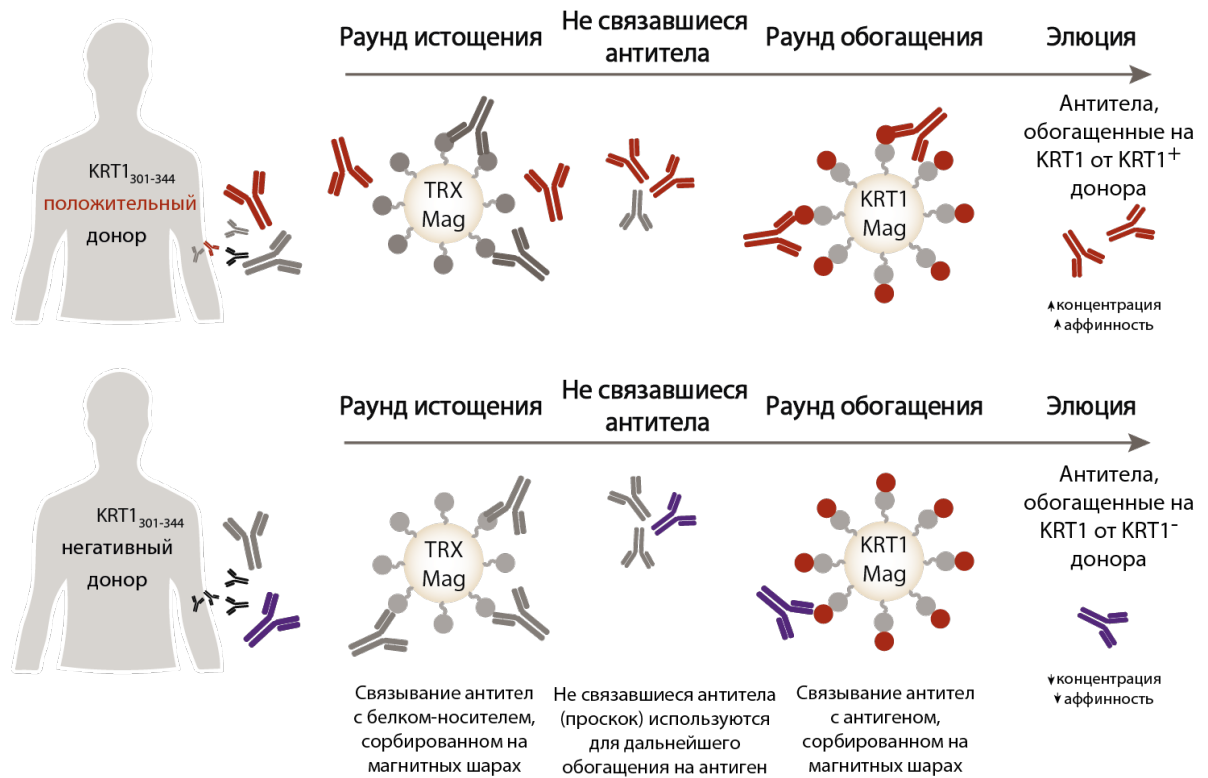 Раунд истощения
Не связавшиеся
антитела
Раунд обогащения
Элюция
KRT1301-344
положительный
донор
TRX
Mag
KRT1
Mag
Антитела,
обогащенные на
KRT1 от KRT1+
донора
концентрация
аффинность
Раунд истощения
Не связавшиеся
антитела
Раунд обогащения
Элюция
KRT1301-344
негативный
донор
TRX
Mag
KRT1
Mag
Антитела,
обогащенные на
KRT1 от KRT1-
донора
концентрация
аффинность
Связывание антител
с белком-носителем,
сорбированном на
магнитных шарах
Не связавшиеся антитела
(проскок) используются
для дальнейшего
обогащения на антиген
Связывание антител
с антигеном,
сорбированном на
магнитных шарах